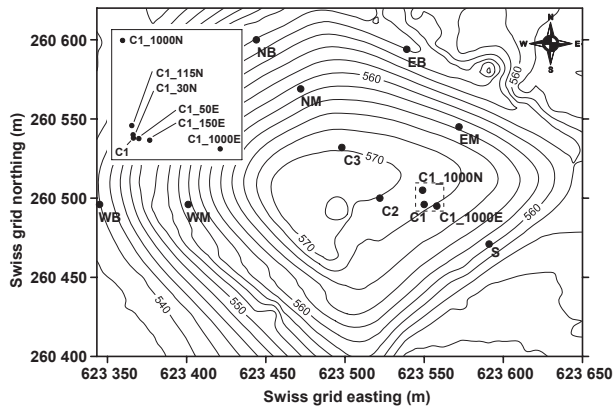 260 600
260 550
260 500
260 450
260 400
Swiss grid northing (m)
C1_1000N
C1_115N
C1_30N
C1_50E
C1_150E
C1_1000E
C1
NB
EB
N
W
E
S
560
NM
560
EM
C3
570
C1_1000N
WB
WM
C2
C1
C1_1000E
560
570
S
540
550
560
623 350
623 400
623 450
623 500
623 550
623 600
623 650
Swiss grid easting (m)